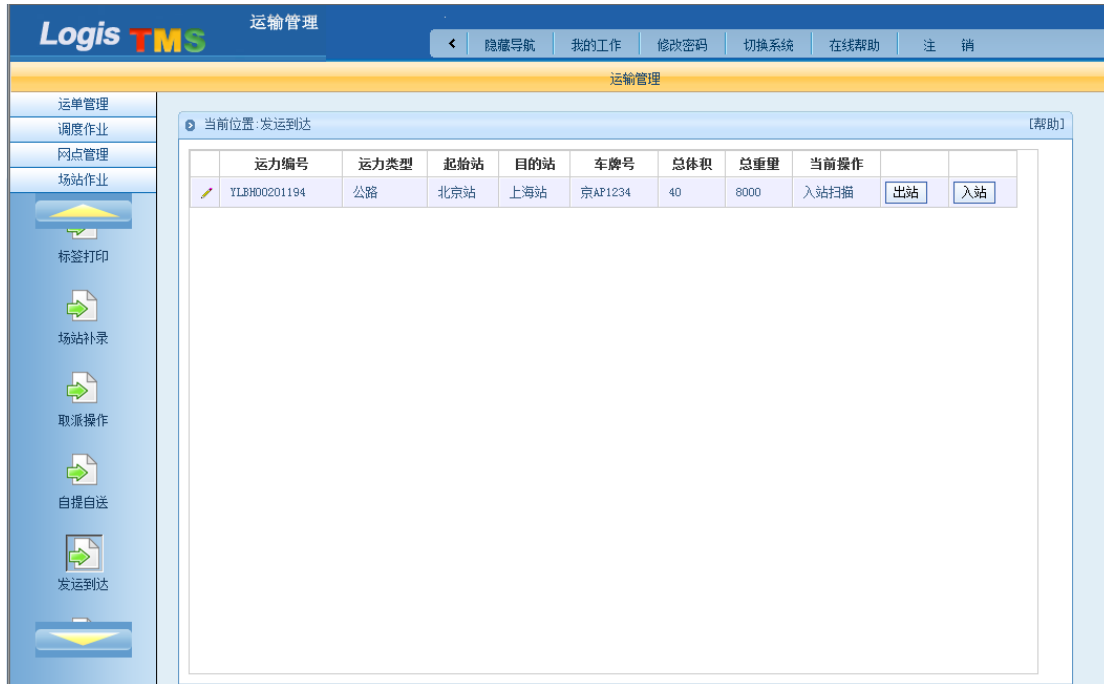 Logis TMS
运输管理
隐藏导航 我的工作 修改密码 切换系统 在线帮助 注 销
运输管理
运单管理
调度作业
网点管理
场站作业
标签打印
场站补录
取派操作
自提自送
发运到达
当前位置:发运到达 [帮助]
运力编号 运力类型 起始站 目的站 车牌号 总体积 总重量 当前操作
YLBH00201194 公路 北京站 上海站 京AP1234 40 8000 入站扫描 出站 入站